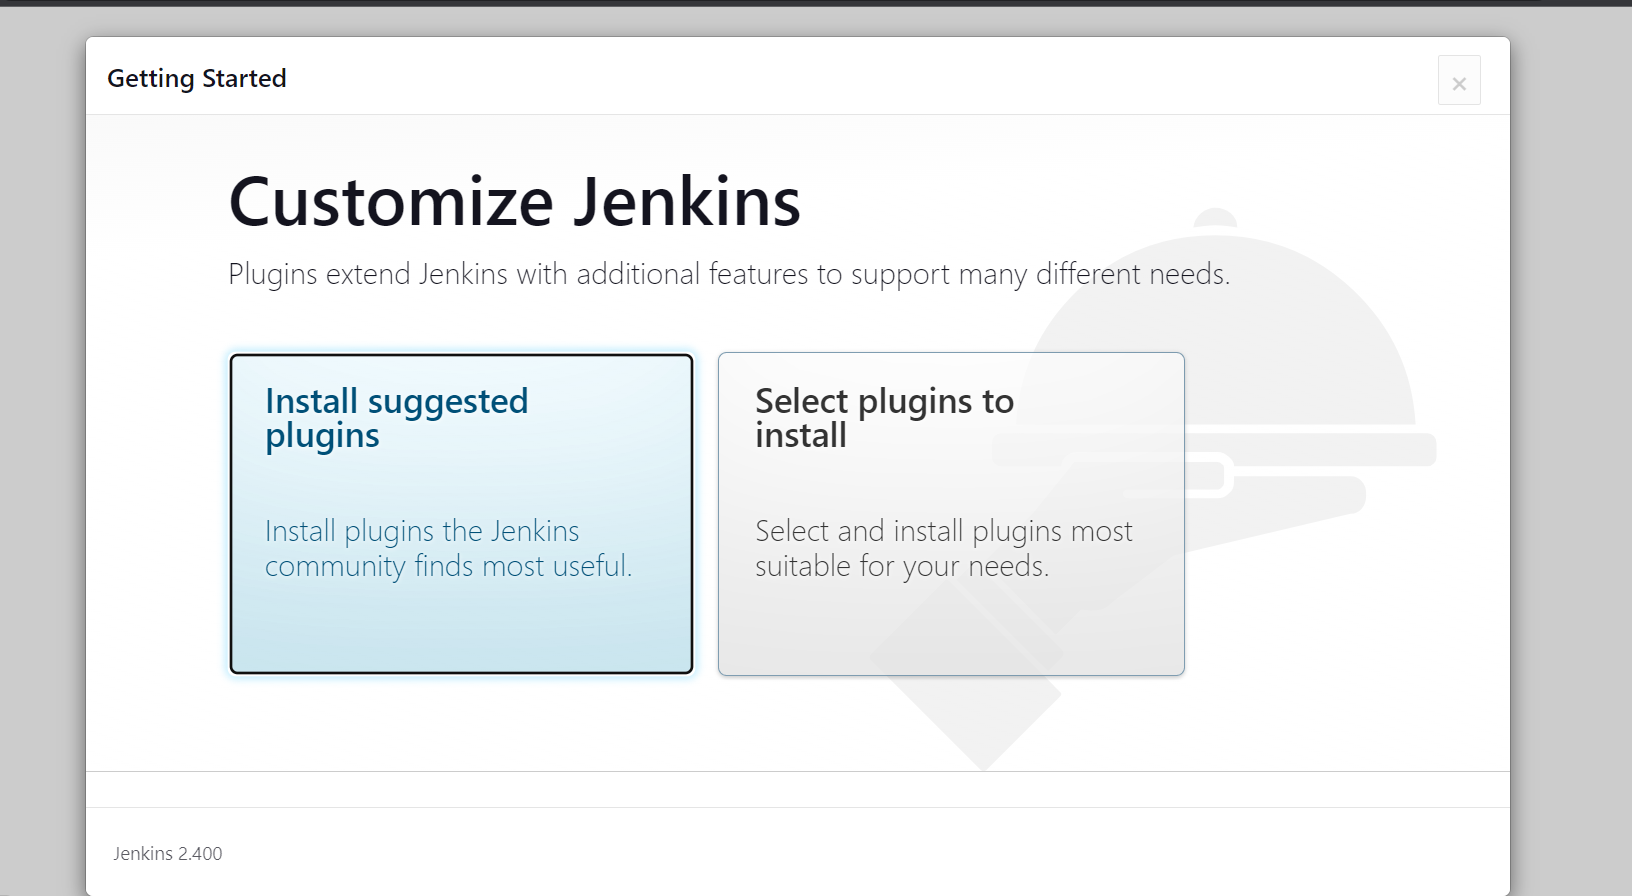 Getting Started
×
Customize Jenkins
Plugins extend Jenkins with additional features to support many different needs.
Install suggested
plugins
Install plugins the Jenkins
community finds most useful.
Select plugins to
install
Select and install plugins most
suitable for your needs.
Jenkins 2.400